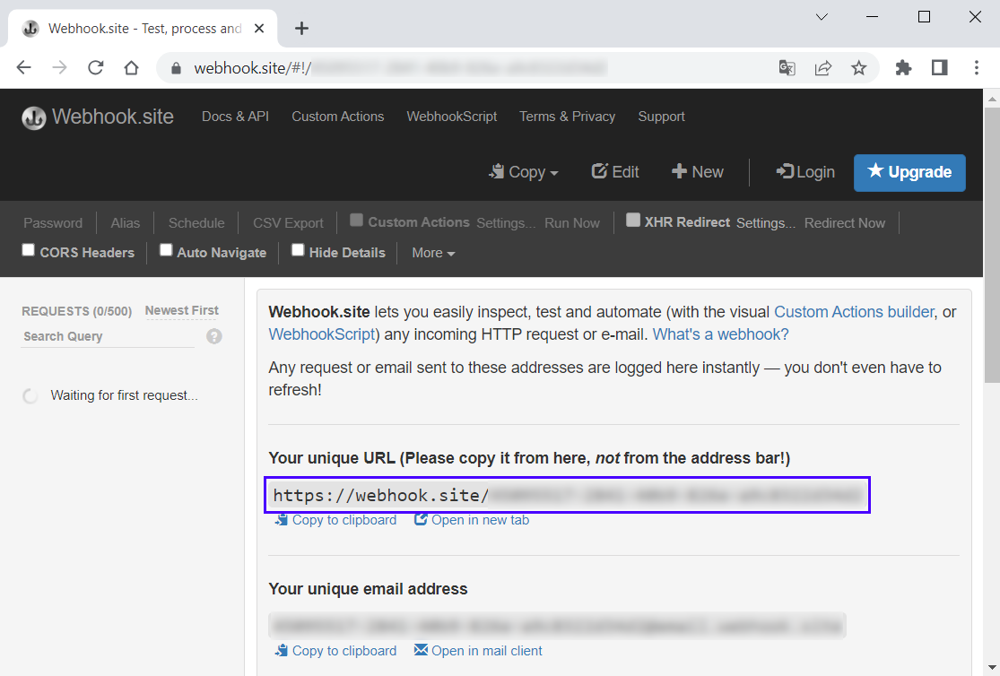 Webhook.site - Test, process and
webhook.site/#!/
Webhook.site Docs & API Custom Actions WebhookScript Terms & Privacy Support
Copy Edit New Login Upgrade
Password Alias Schedule CSV Export Custom Actions Settings... Run Now XHR Redirect Settings... Redirect Now
CORS Headers Auto Navigate Hide Details More
REQUESTS (0/500) Newest First
Search Query ?
Waiting for first request...
Webhook.site lets you easily inspect, test and automate (with the visual Custom Actions builder, or
WebhookScript) any incoming HTTP request or e-mail. What's a webhook?
Any request or email sent to these addresses are logged here instantly — you don't even have to
refresh!
Your unique URL (Please copy it from here, not from the address bar!)
https://webhook.site/
Copy to clipboard Open in new tab
Your unique email address
Copy to clipboard Open in mail client